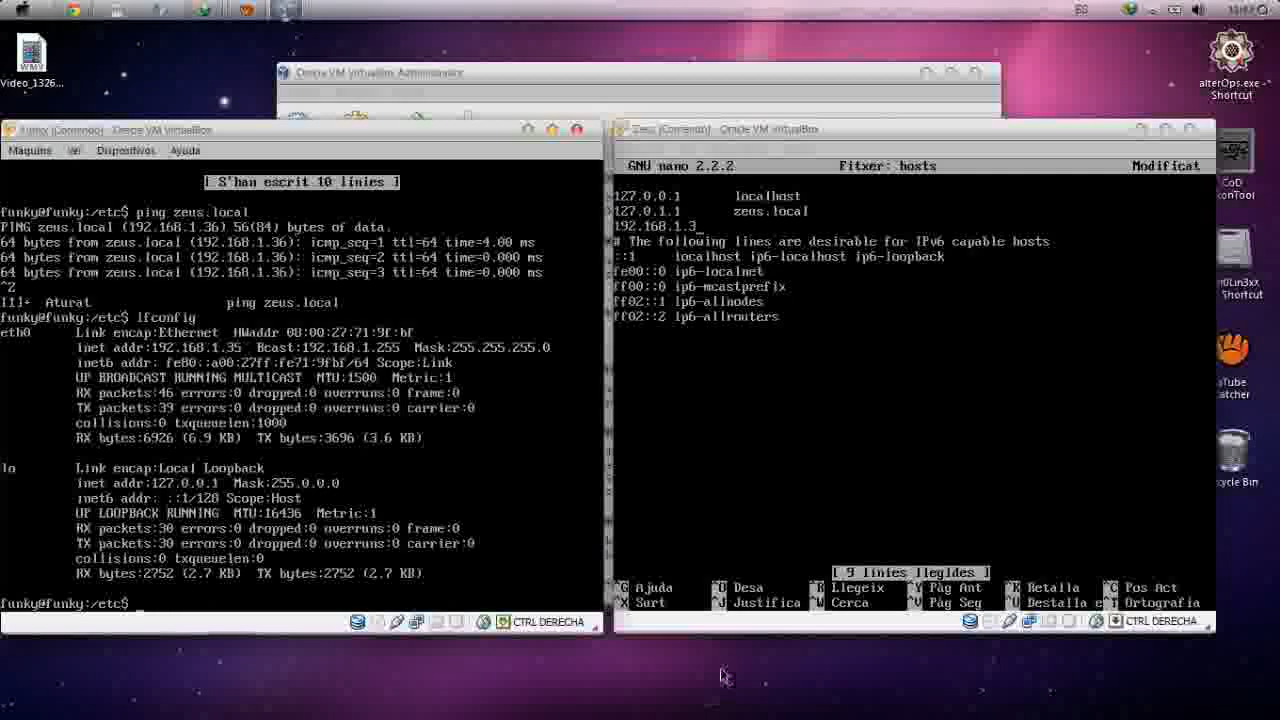 ES
WMV
Video_1326...
alterOps.exe -
Shortcut
CoD
Shortcut
Recycle Bin
Oracle VM VirtualBox Administrador
Funky [Corriendo] - Oracle VM VirtualBox
Máquina Ver Dispositivos Ayuda
[ S'han escrit 10 línies ]
funky@funky:/etc$ ping zeus.local
PING zeus.local (192.168.1.36) 56(84) bytes of data.
64 bytes from zeus.local (192.168.1.36): icmp_seq=1 ttl=64 time=4.00 ms
64 bytes from zeus.local (192.168.1.36): icmp_seq=2 ttl=64 time=0.000 ms
64 bytes from zeus.local (192.168.1.36): icmp_seq=3 ttl=64 time=0.000 ms
^Z
[1]+ Aturat ping zeus.local
funky@funky:/etc$ ifconfig
eth0 Link encap:Ethernet HWaddr 08:00:27:71:9f:bf
inet addr:192.168.1.35 Bcast:192.168.1.255 Mask:255.255.255.0
inet6 addr: fe80::a00:27ff:fe71:9fbf/64 Scope:Link
UP BROADCAST RUNNING MULTICAST MTU:1500 Metric:1
RX packets:46 errors:0 dropped:0 overruns:0 frame:0
TX packets:39 errors:0 dropped:0 overruns:0 carrier:0
collisions:0 txqueuelen:1000
RX bytes:6926 (6.9 KB) TX bytes:3696 (3.6 KB)
lo Link encap:Local Loopback
inet addr:127.0.0.1 Mask:255.0.0.0
inet6 addr: ::1/128 Scope:Host
UP LOOPBACK RUNNING MTU:16436 Metric:1
RX packets:30 errors:0 dropped:0 overruns:0 frame:0
TX packets:30 errors:0 dropped:0 overruns:0 carrier:0
collisions:0 txqueuelen:0
RX bytes:2752 (2.7 KB) TX bytes:2752 (2.7 KB)
funky@funky:/etc$ _
CTRL DERECHA
Zeus [Corriendo] - Oracle VM VirtualBox
GNU nano 2.2.2 Fitxer: hosts Modificat
127.0.0.1 localhost
127.0.1.1 zeus.local
192.168.1.3_
# The following lines are desirable for IPv6 capable hosts
::1 localhost ip6-localhost ip6-loopback
fe00::0 ip6-localnet
ff00::0 ip6-mcastprefix
ff02::1 ip6-allnodes
ff02::2 ip6-allrouters
[ 9 línies llegides ]
^G Ajuda ^O Desa ^R Llegeix ^Y Pàg Ant ^K Retalla ^C Pos Act
^X Surt ^J Justifica ^W Cerca ^V Pàg Seg ^U Destalla e ^T Ortografia
CTRL DERECHA